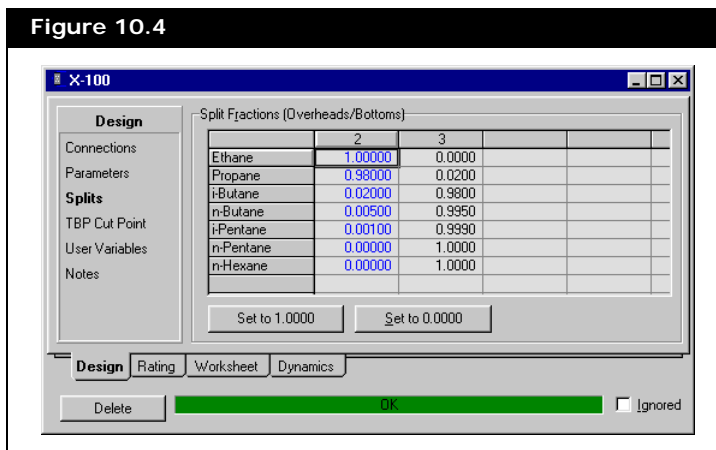 Figure 10.4
X-100
Design
Connections
Parameters
Splits
TBP Cut Point
User Variables
Notes
Split Fractions (Overheads/Bottoms)
2 3
Ethane 1.00000 0.0000
Propane 0.98000 0.0200
i-Butane 0.02000 0.9800
n-Butane 0.00500 0.9950
i-Pentane 0.00100 0.9990
n-Pentane 0.00000 1.0000
n-Hexane 0.00000 1.0000
Set to 1.0000 Set to 0.0000
Design Rating Worksheet Dynamics
Delete OK Ignored